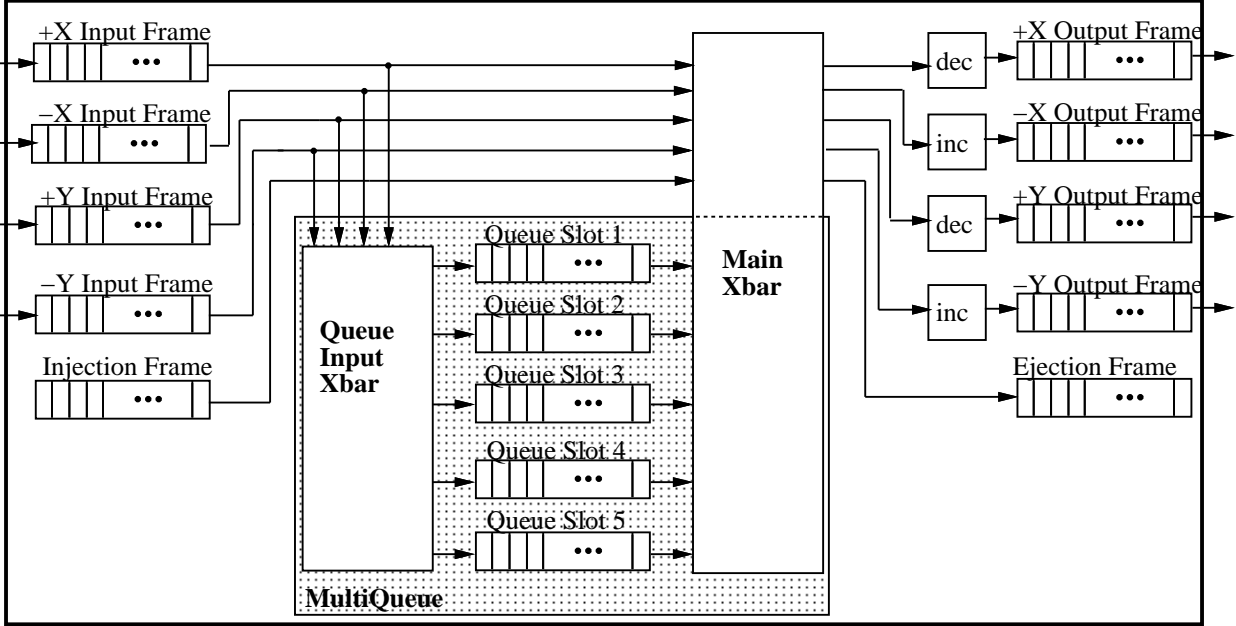 +X Input Frame
−X Input Frame
+Y Input Frame
−Y Input Frame
Injection Frame
Queue
Input
Xbar
MultiQueue
Queue Slot 1
Queue Slot 2
Queue Slot 3
Queue Slot 4
Queue Slot 5
Main
Xbar
dec
inc
dec
inc
+X Output Frame
−X Output Frame
+Y Output Frame
−Y Output Frame
Ejection Frame